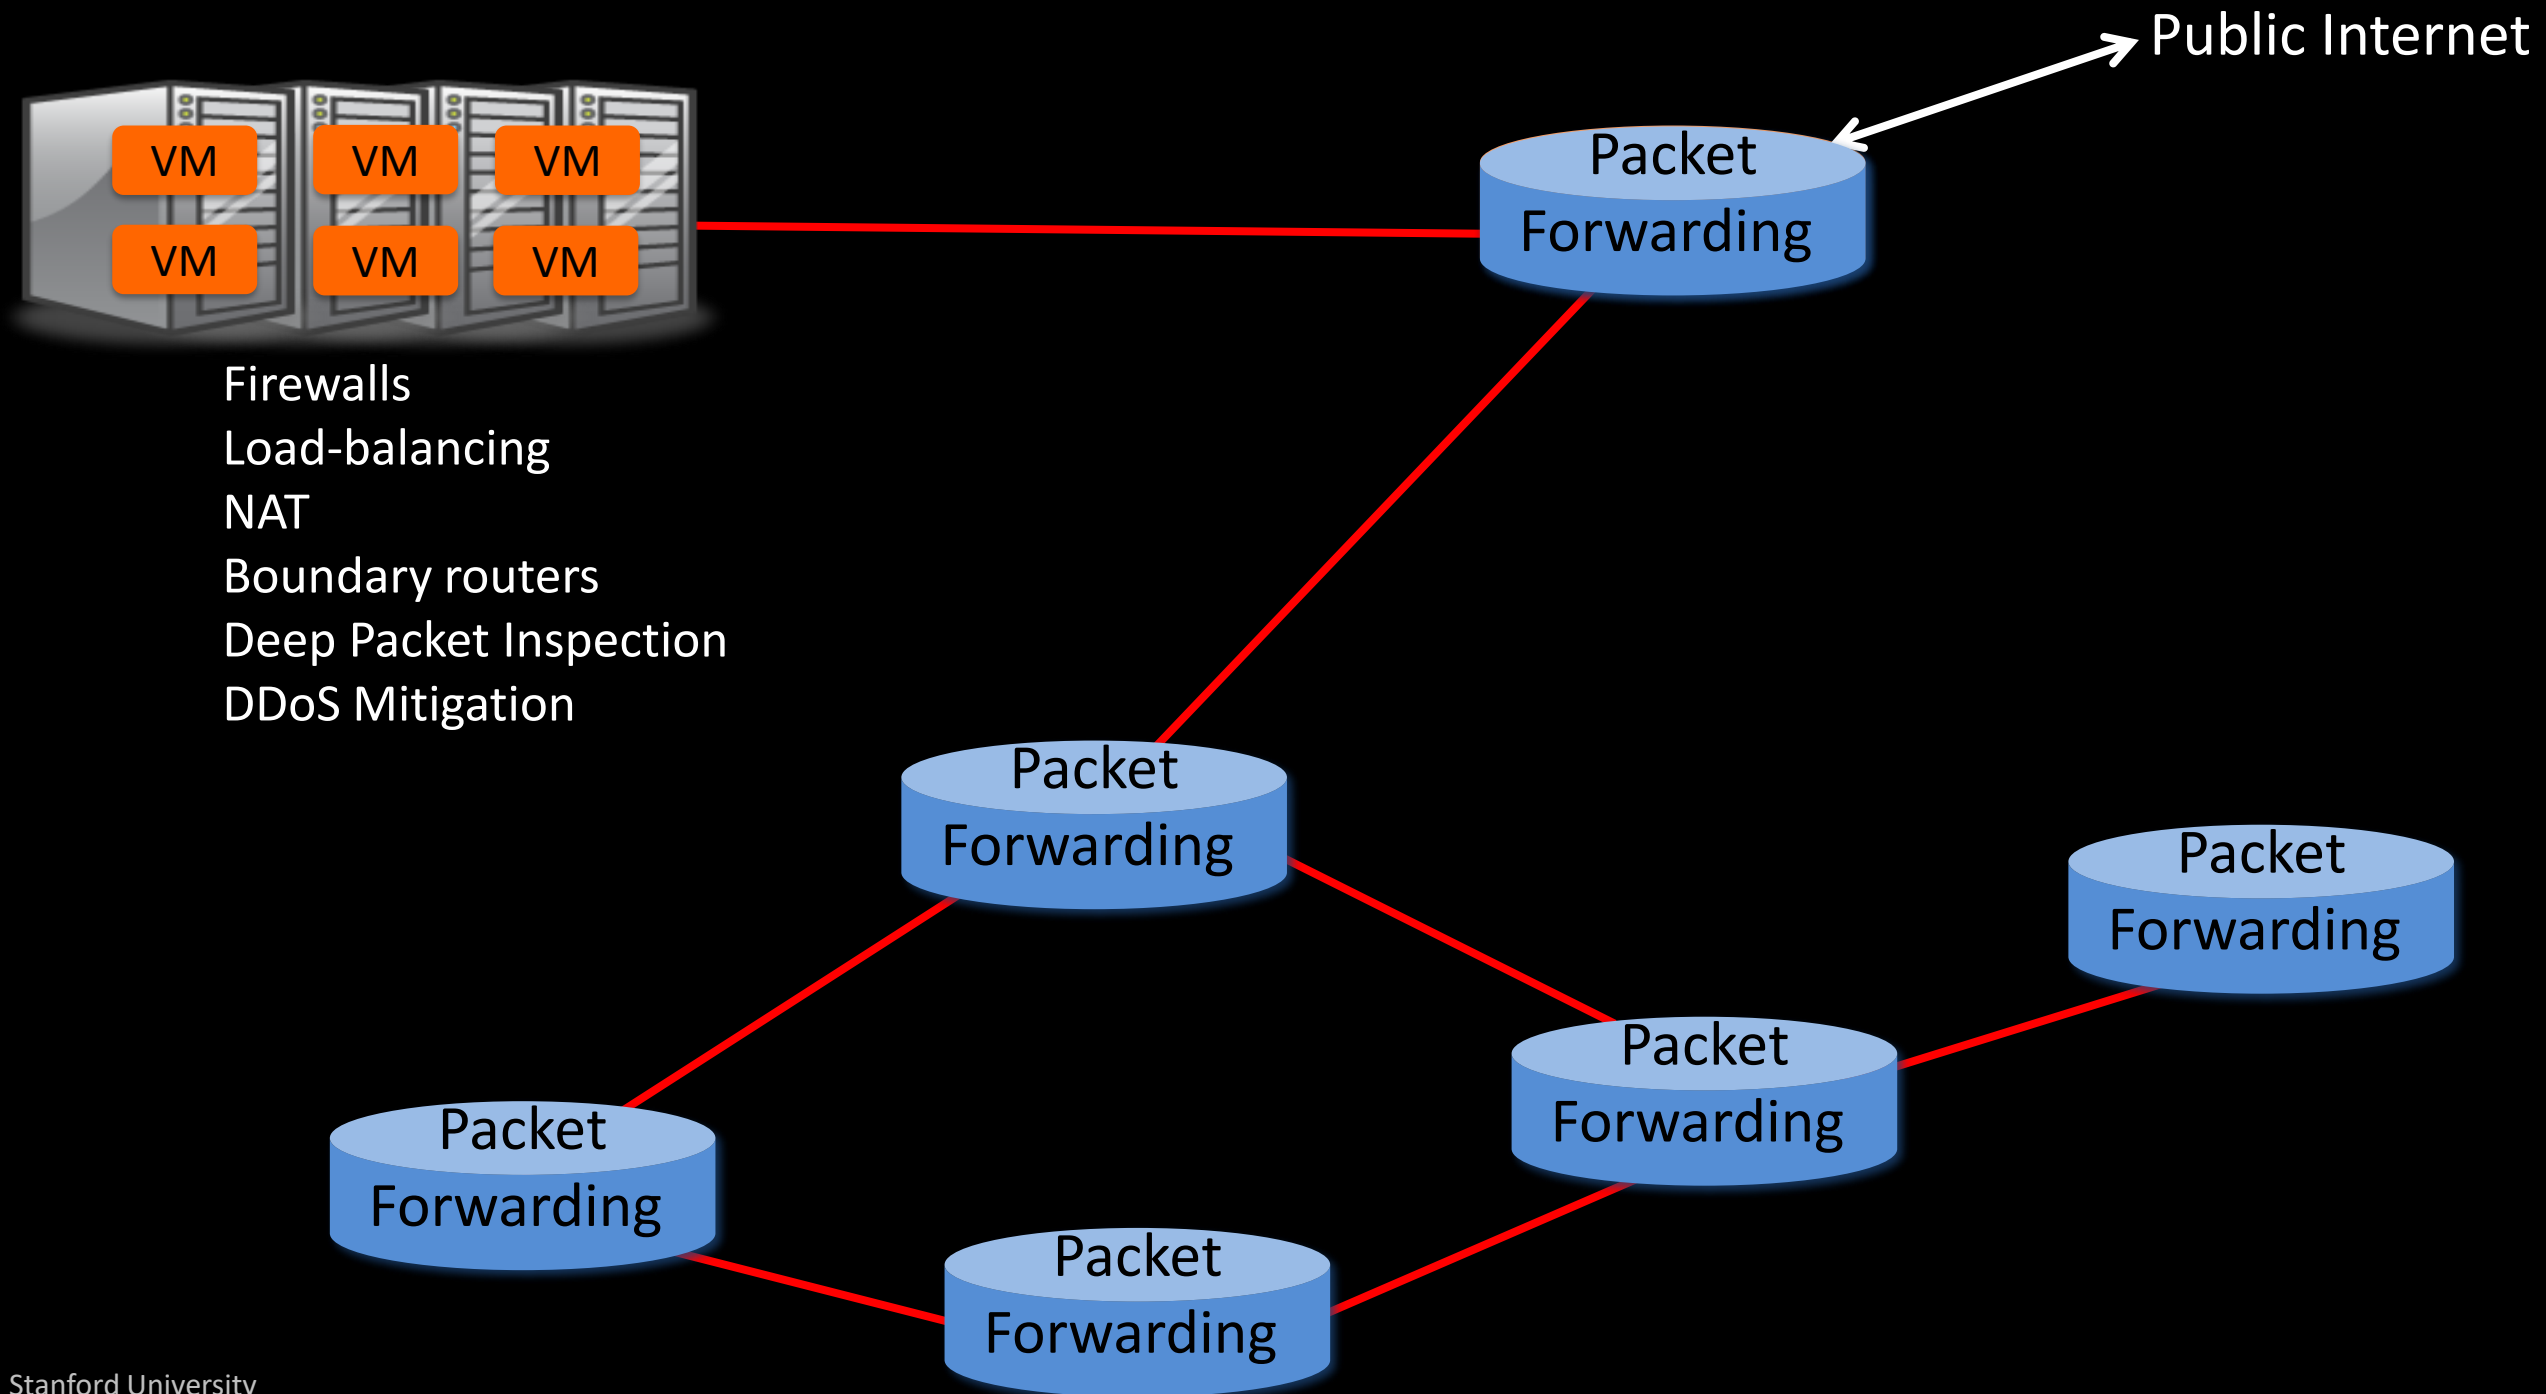 Public Internet
VM VM VM
VM VM VM
Packet
Forwarding
Firewalls
Load-balancing
NAT
Boundary routers
Deep Packet Inspection
DDoS Mitigation
Packet
Forwarding
Packet
Forwarding
Packet
Forwarding
Packet
Forwarding
Packet
Forwarding
Stanford University